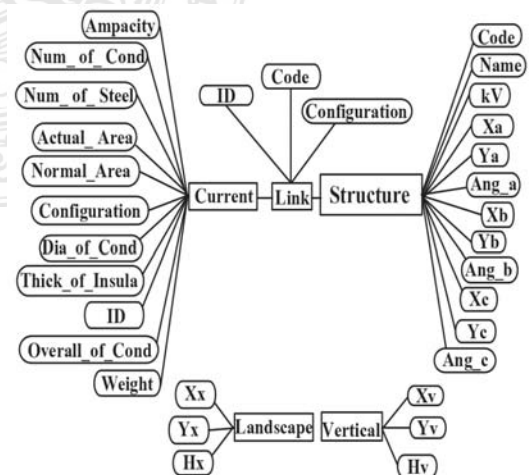 Ampacity
Num_of_Cond
Num_of_Steel
Actual_Area
Normal_Area
Configuration
Dia_of_Cond
Thick_of_Insula
ID
Overall_of_Cond
Weight
Current
ID
Code
Configuration
Link
Structure
Code
Name
kV
Xa
Ya
Ang_a
Xb
Yb
Ang_b
Xc
Yc
Ang_c
Xx
Yx
Hx
Landscape
Vertical
Xv
Yv
Hv